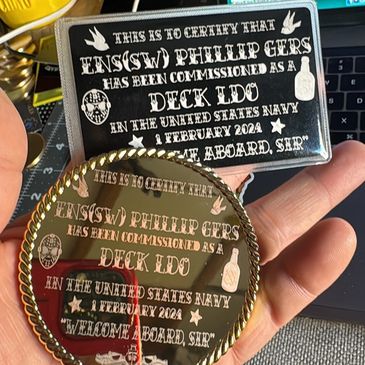 THIS IS TO CERTIFY THAT
ENS(SW) PHILLIP GERS
HAS BEEN COMMISSIONED AS A
DECK LDO
IN THE UNITED STATES NAVY
1 FEBRUARY 2024
WELCOME ABOARD, SIR"
THIS IS TO CERTIFY THAT
ENS(SW) PHILLIP GERS
HAS BEEN COMMISSIONED AS A
DECK LDO
IN THE UNITED STATES NAVY
1 FEBRUARY 2024
"WELCOME ABOARD, SIR"